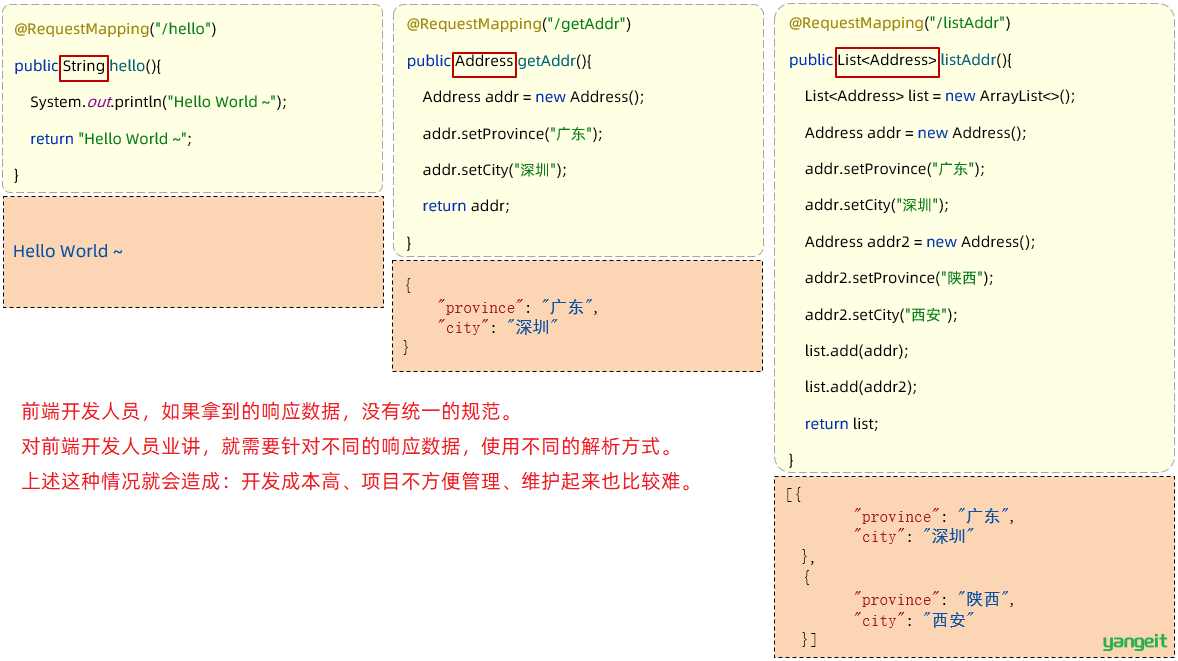 @RequestMapping("/hello")
public String hello(){
System.out.println("Hello World ~");
return "Hello World ~";
}
Hello World ~
@RequestMapping("/getAddr")
public Address getAddr(){
Address addr = new Address();
addr.setProvince("广东");
addr.setCity("深圳");
return addr;
}
{
"province": "广东",
"city": "深圳"
}
@RequestMapping("/listAddr")
public List<Address> listAddr(){
List<Address> list = new ArrayList<>();
Address addr = new Address();
addr.setProvince("广东");
addr.setCity("深圳");
Address addr2 = new Address();
addr2.setProvince("陕西");
addr2.setCity("西安");
list.add(addr);
list.add(addr2);
return list;
}
[{
"province": "广东",
"city": "深圳"
},
{
"province": "陕西",
"city": "西安"
}]
前端开发人员，如果拿到的响应数据，没有统一的规范。
对前端开发人员业讲，就需要针对不同的响应数据，使用不同的解析方式。
上述这种情况就会造成：开发成本高、项目不方便管理、维护起来也比较难。
yangeit